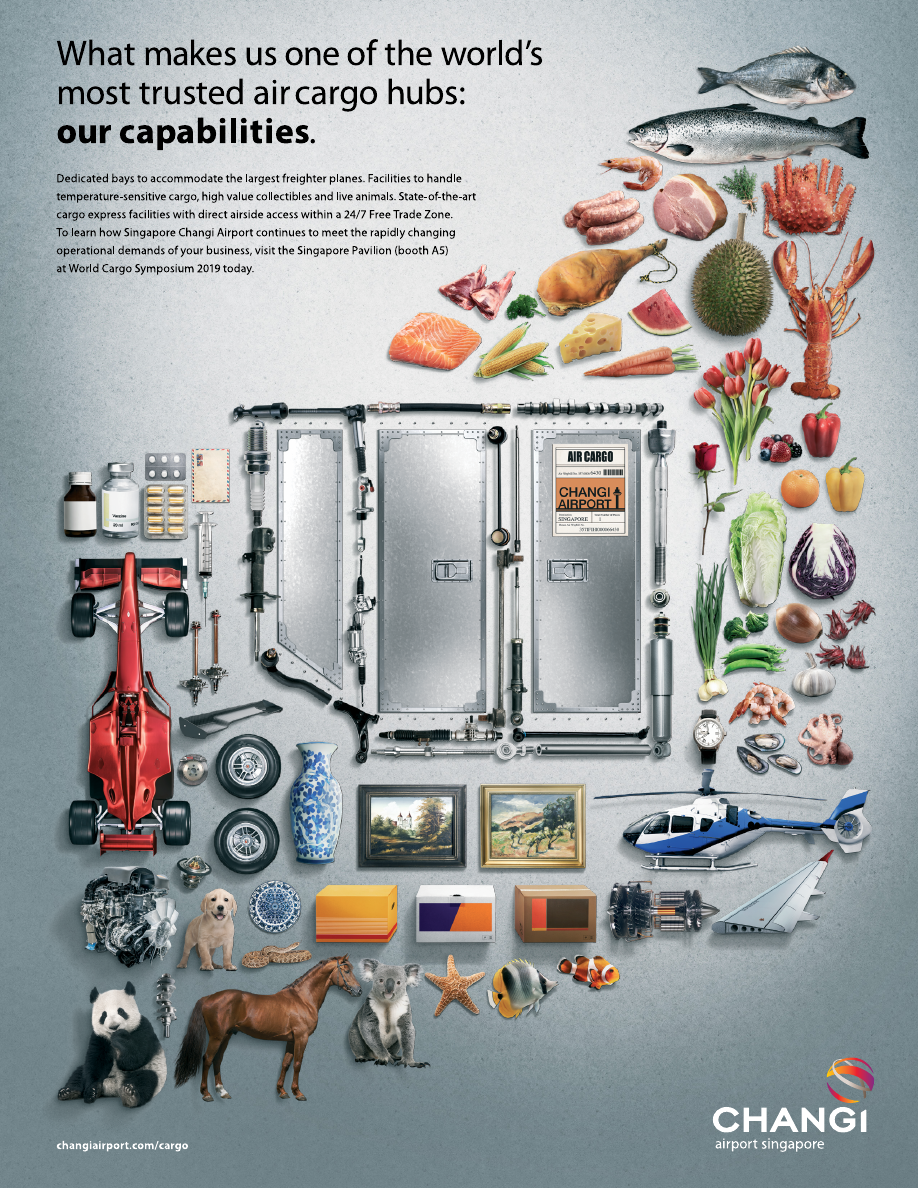 What makes us one of the world's
most trusted air cargo hubs:
our capabilities.
Dedicated bays to accommodate the largest freighter planes. Facilities to handle
temperature-sensitive cargo, high value collectibles and live animals. State-of-the-art
cargo express facilities with direct airside access within a 24/7 Free Trade Zone.
To learn how Singapore Changi Airport continues to meet the rapidly changing
operational demands of your business, visit the Singapore Pavilion (booth A5)
at World Cargo Symposium 2019 today.
AIR CARGO
CHANGI
AIRPORT
SINGAPORE 1
Vaccine
20 ml
changiairport.com/cargo
CHANGI
airport singapore